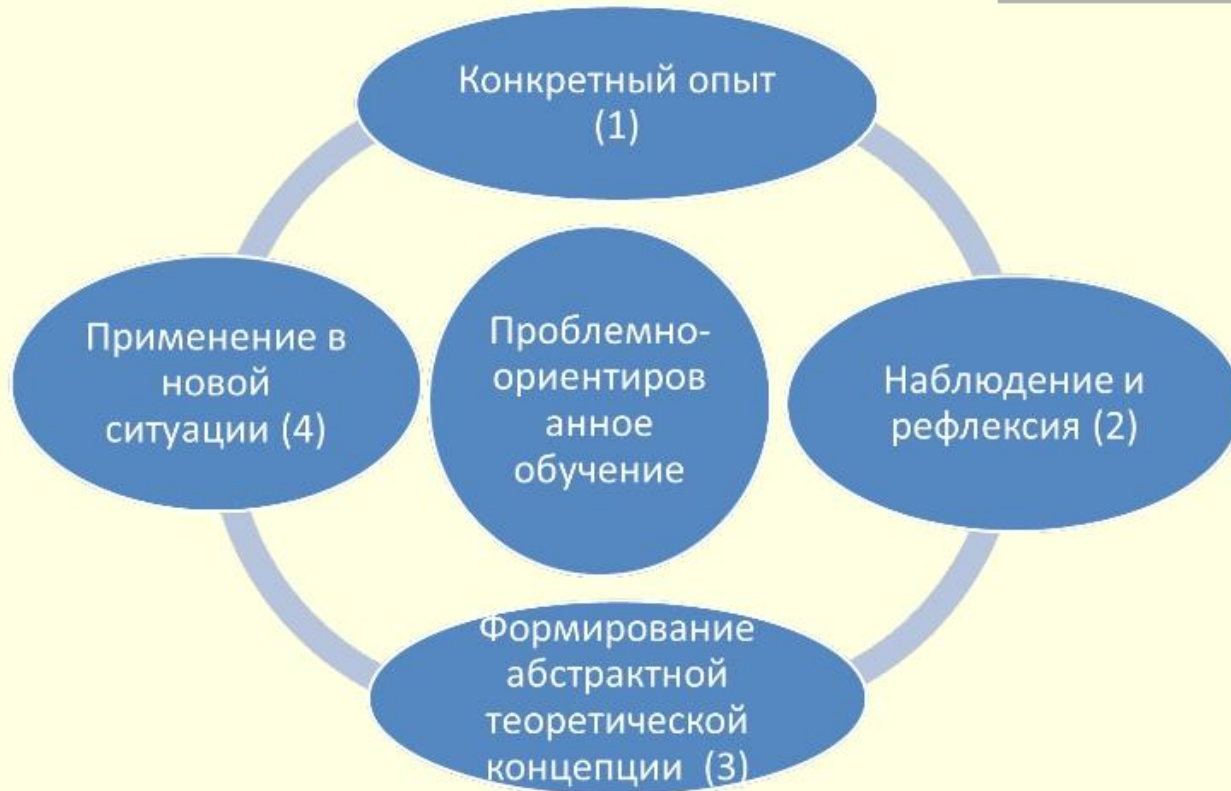 Конкретный опыт
(1)
Применение в
новой
ситуации (4)
Проблемно-
ориентиров
анное
обучение
Наблюдение и
рефлексия (2)
Формирование
абстрактной
теоретической
концепции (3)